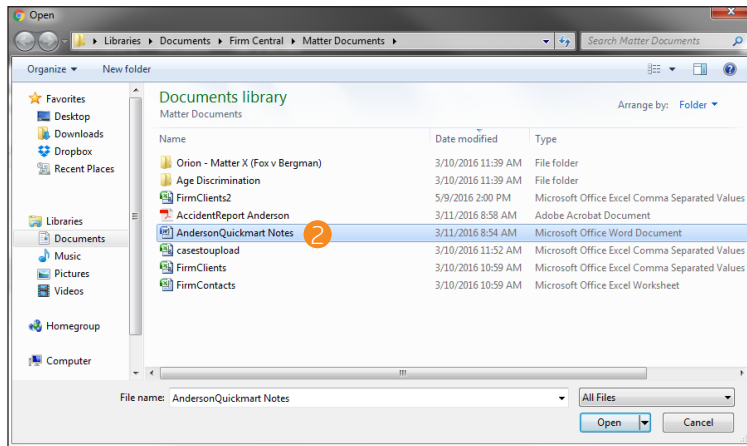 Open
Libraries ▸ Documents ▸ Firm Central ▸ Matter Documents ▸
Search Matter Documents
Organize
New folder
Favorites
Desktop
Downloads
Dropbox
Recent Places
Libraries
Documents
Music
Pictures
Videos
Homegroup
Computer
Documents library
Matter Documents
Arrange by: Folder
Name Date modified Type
Orion - Matter X (Fox v Bergman) 3/10/2016 11:39 AM File folder
Age Discrimination 3/10/2016 11:39 AM File folder
FirmClients2 5/9/2016 2:00 PM Microsoft Office Excel Comma Separated Values
AccidentReport Anderson 3/11/2016 8:58 AM Adobe Acrobat Document
AndersonQuickmart Notes 2 3/11/2016 8:54 AM Microsoft Office Word Document
casestoupload 3/10/2016 11:52 AM Microsoft Office Excel Comma Separated Values
FirmClients 3/10/2016 10:59 AM Microsoft Office Excel Comma Separated Values
FirmContacts 3/10/2016 10:59 AM Microsoft Office Excel Worksheet
File name: AndersonQuickmart Notes
All Files
Open
Cancel